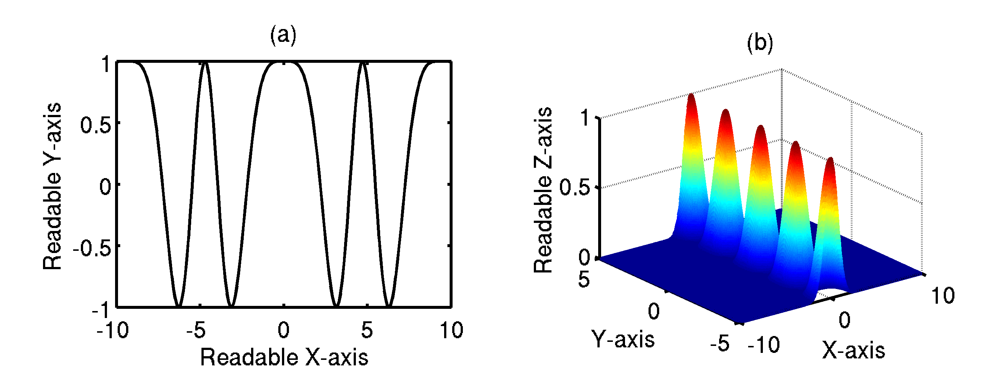 (a)
1
0.5
0
-0.5
-1
Readable Y-axis
-10 -5 0 5 10
Readable X-axis
(b)
1
0.5
0
Readable Z-axis
5
0
-5
Y-axis
-10
0
10
X-axis